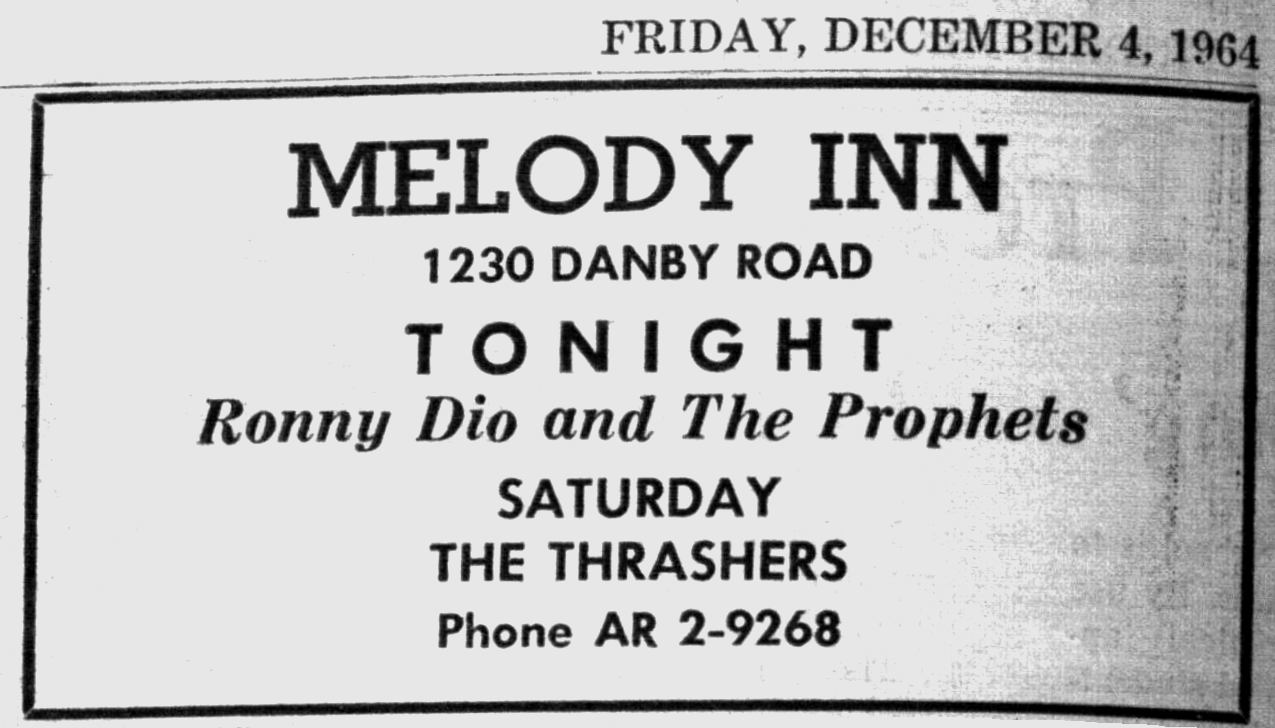 FRIDAY, DECEMBER 4, 1964
MELODY INN
1230 DANBY ROAD
TONIGHT
Ronny Dio and The Prophets
SATURDAY
THE THRASHERS
Phone AR 2-9268